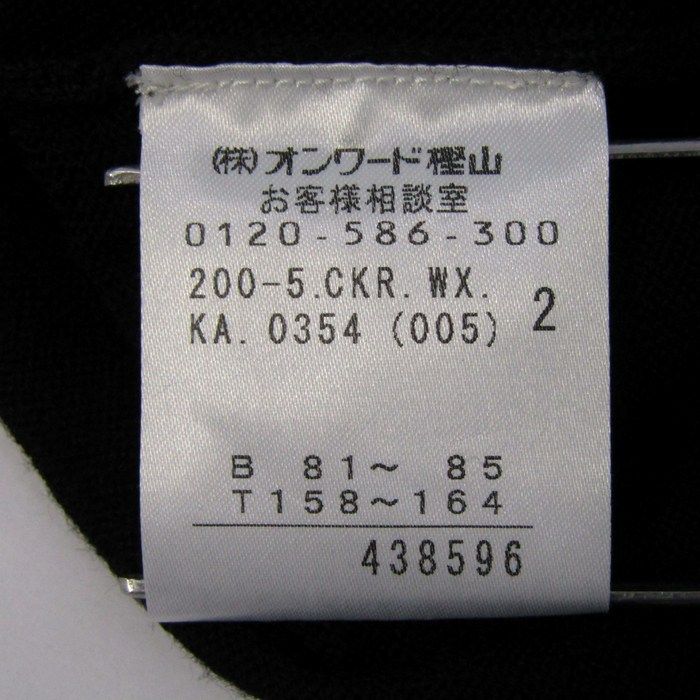 (株)オンワード樫山
お客様相談室
0120-586-300
200-5.CKR.WX.
KA.0354 (005) 2
B 81～ 85
T158～164
438596